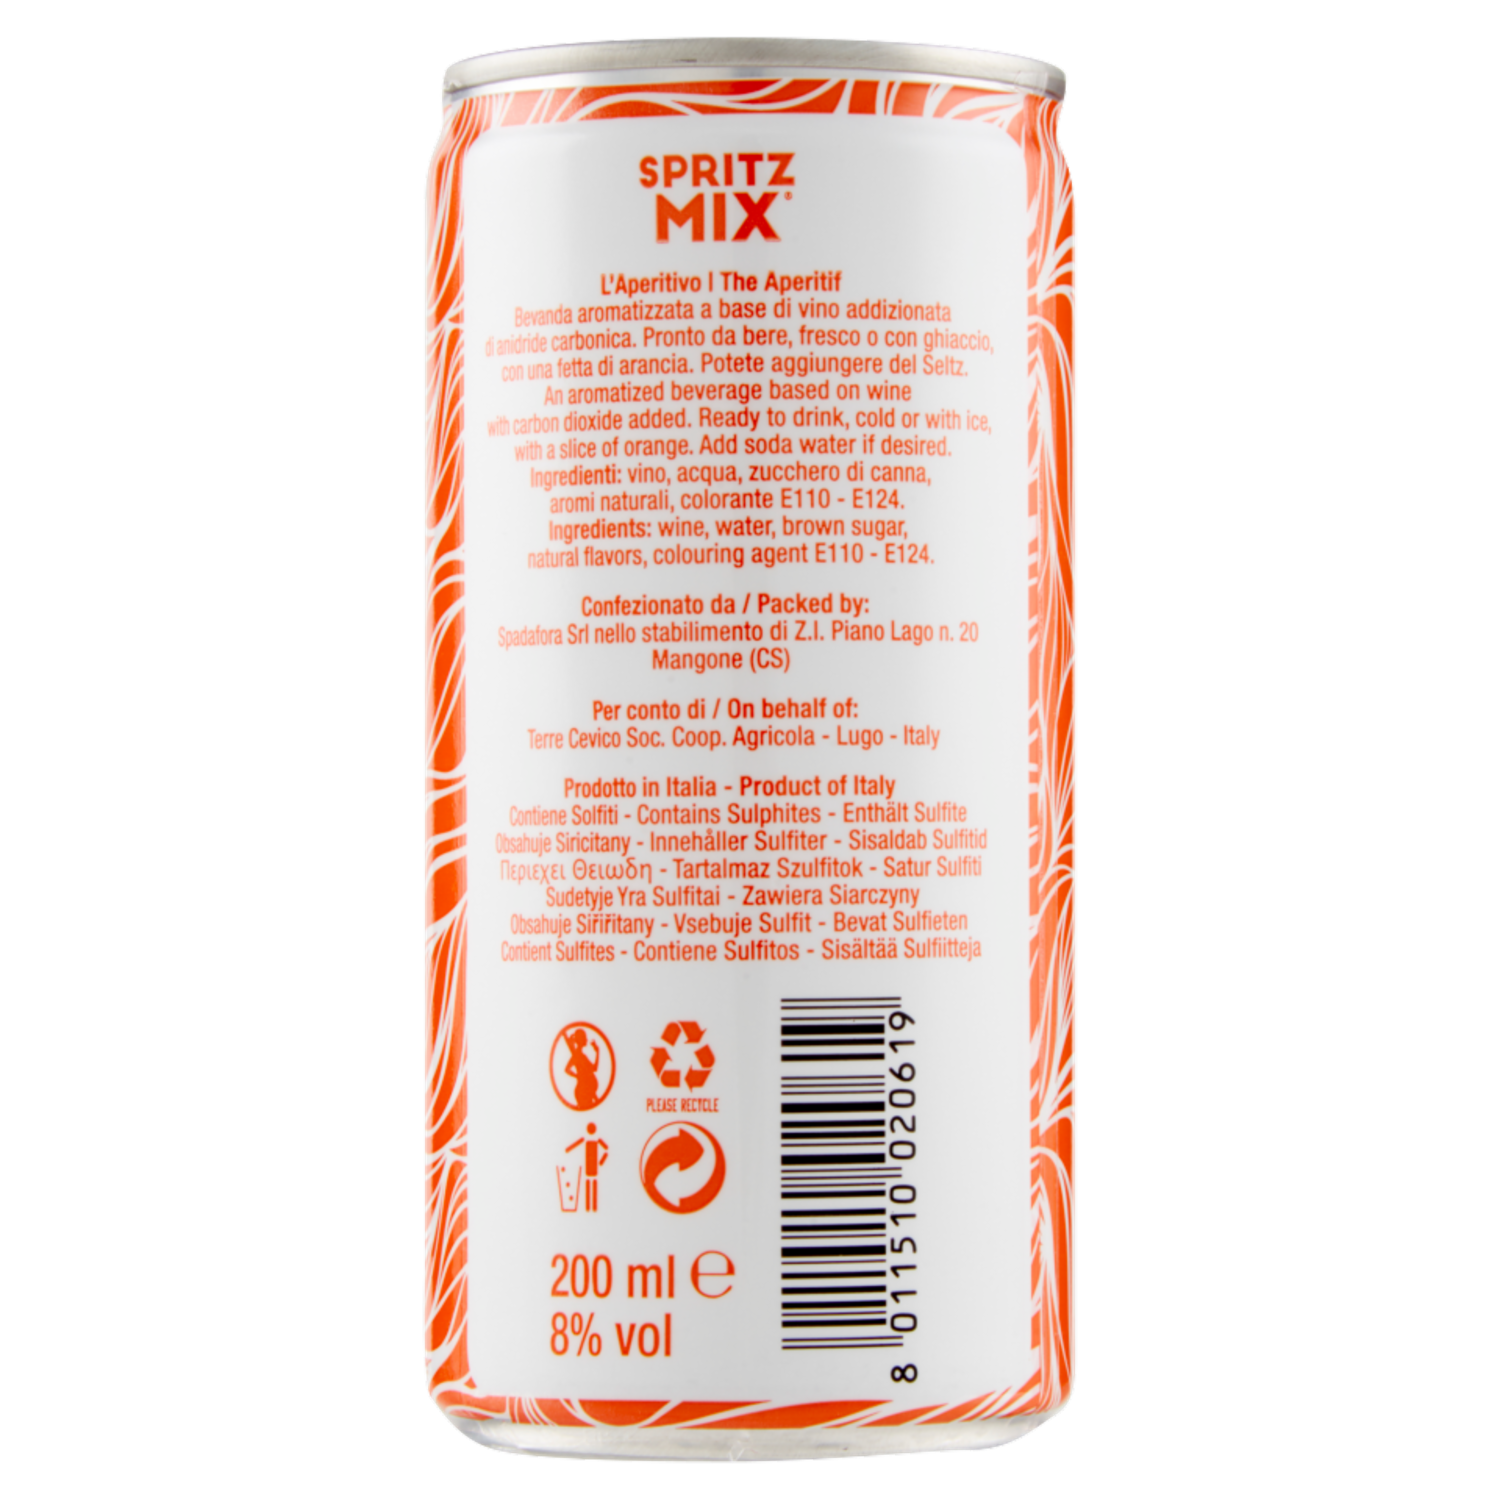 SPRITZ
MIX®
L'Aperitivo | The Aperitif
Bevanda aromatizzata a base di vino addizionata
di anidride carbonica. Pronto da bere, fresco o con ghiaccio,
con una fetta di arancia. Potete aggiungere del Seltz.
An aromatized beverage based on wine
with carbon dioxide added. Ready to drink, cold or with ice,
with a slice of orange. Add soda water if desired.
Ingredienti: vino, acqua, zucchero di canna,
aromi naturali, colorante E110 - E124.
Ingredients: wine, water, brown sugar,
natural flavors, colouring agent E110 - E124.
Confezionato da / Packed by:
Spadafora Srl nello stabilimento di Z.I. Piano Lago n. 20
Mangone (CS)
Per conto di / On behalf of:
Terre Cevico Soc. Coop. Agricola - Lugo - Italy
Prodotto in Italia - Product of Italy
Contiene Solfiti - Contains Sulphites - Enthält Sulfite
Obsahuje Siricitany - Innehåller Sulfiter - Sisaldab Sulfitid
Περιεχει Θειωδη - Tartalmaz Szulfitok - Satur Sulfiti
Sudetyje Yra Sulfitai - Zawiera Siarczyny
Obsahuje Siřiřitany - Vsebuje Sulfit - Bevat Sulfieten
Contient Sulfites - Contiene Sulfitos - Sisältää Sulfiitteja
PLEASE RECYCLE
200 ml ℮
8% vol
8 011510 020619